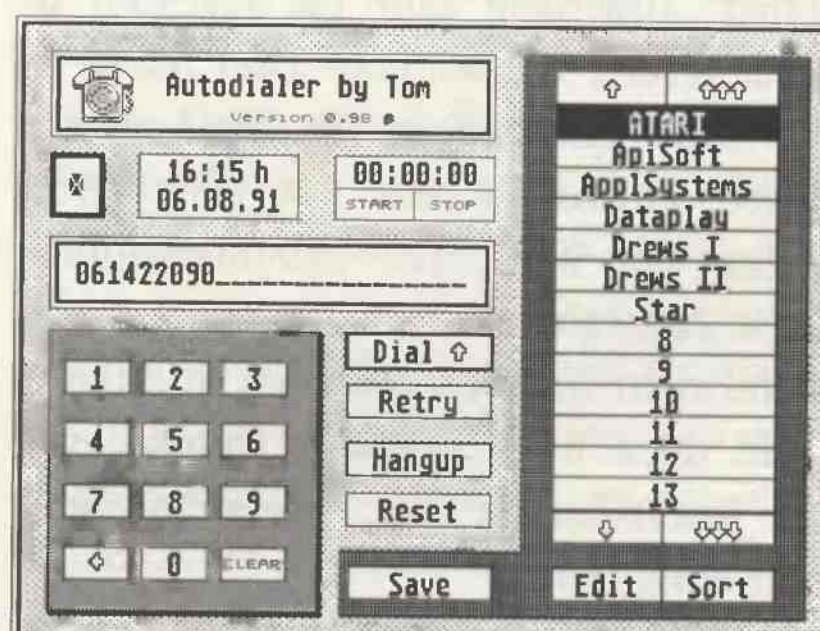 Autodialer by Tom
Version 0.98 β
16:15 h
06.08.91
00:00:00
START STOP
061422090_________________
1 2 3
4 5 6
7 8 9
⇦ 0 CLEAR
Dial ⇧
Retry
Hangup
Reset
Save
⇧ ⇧⇧⇧
ATARI
ApiSoft
ApplSystems
Dataplay
Drews I
Drews II
Star
8
9
10
11
12
13
⇩ ⇩⇩⇩
Edit Sort